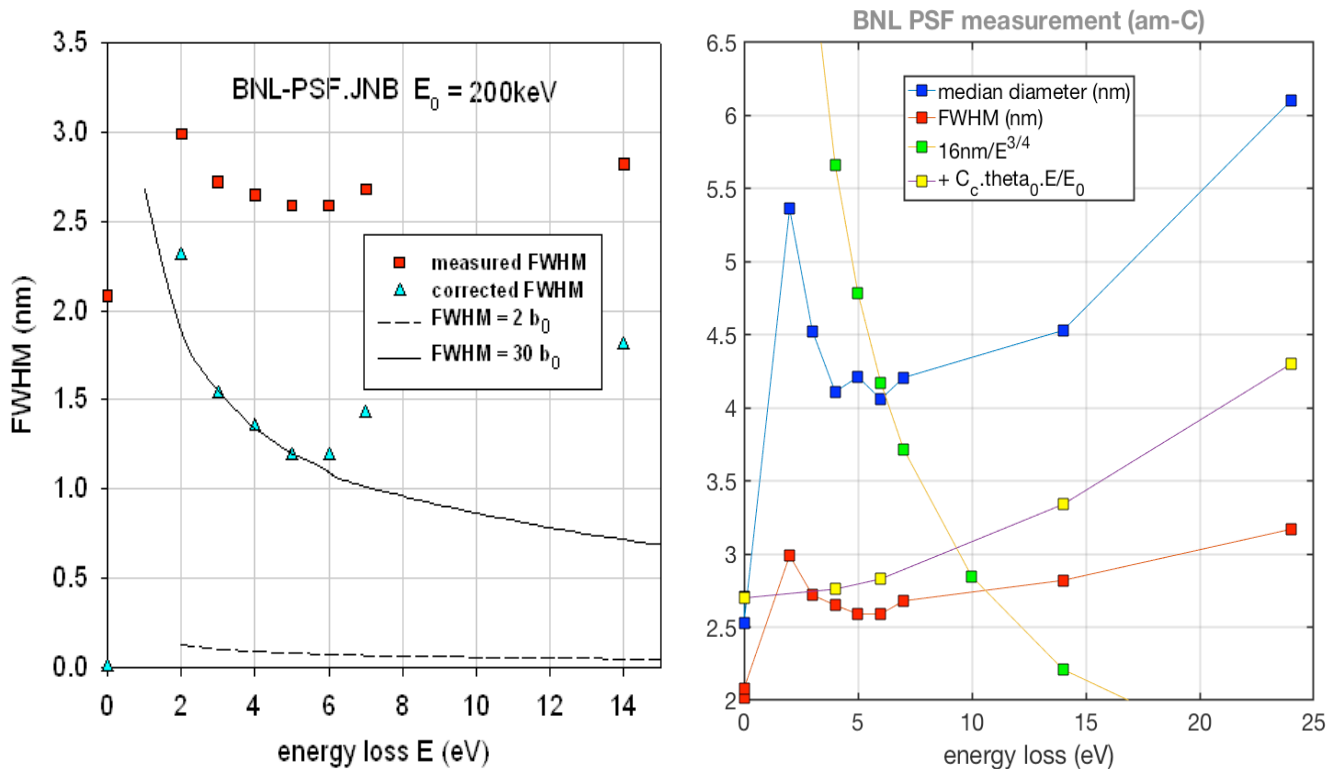 BNL-PSF.JNB E0 = 200keV
3.5
3.0
2.5
2.0
1.5
1.0
0.5
0.0
FWHM (nm)
measured FWHM
corrected FWHM
FWHM = 2 b0
FWHM = 30 b0
0 2 4 6 8 10 12 14
energy loss E (eV)
BNL PSF measurement (am-C)
6.5
6
5.5
5
4.5
4
3.5
3
2.5
2
median diameter (nm)
FWHM (nm)
16nm/E^3/4
+ Cc.theta0.E/E0
0 5 10 15 20 25
energy loss (eV)